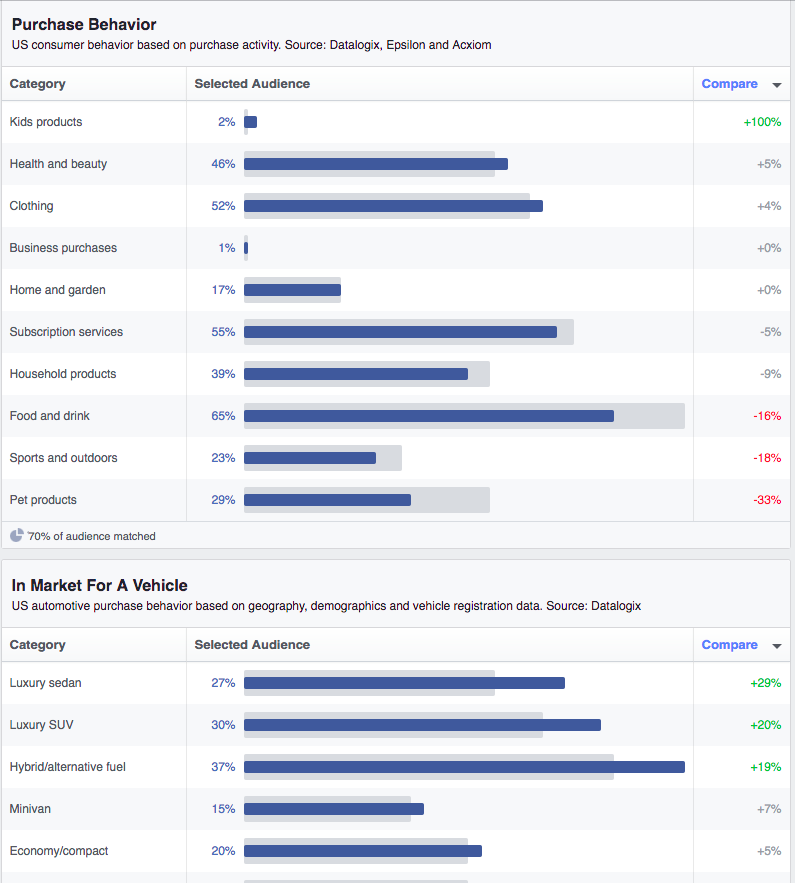 Purchase Behavior
US consumer behavior based on purchase activity. Source: Datalogix, Epsilon and Acxiom
Category Selected Audience Compare
Kids products 2% +100%
Health and beauty 46% +5%
Clothing 52% +4%
Business purchases 1% +0%
Home and garden 17% +0%
Subscription services 55% -5%
Household products 39% -9%
Food and drink 65% -16%
Sports and outdoors 23% -18%
Pet products 29% -33%
70% of audience matched
In Market For A Vehicle
US automotive purchase behavior based on geography, demographics and vehicle registration data. Source: Datalogix
Category Selected Audience Compare
Luxury sedan 27% +29%
Luxury SUV 30% +20%
Hybrid/alternative fuel 37% +19%
Minivan 15% +7%
Economy/compact 20% +5%